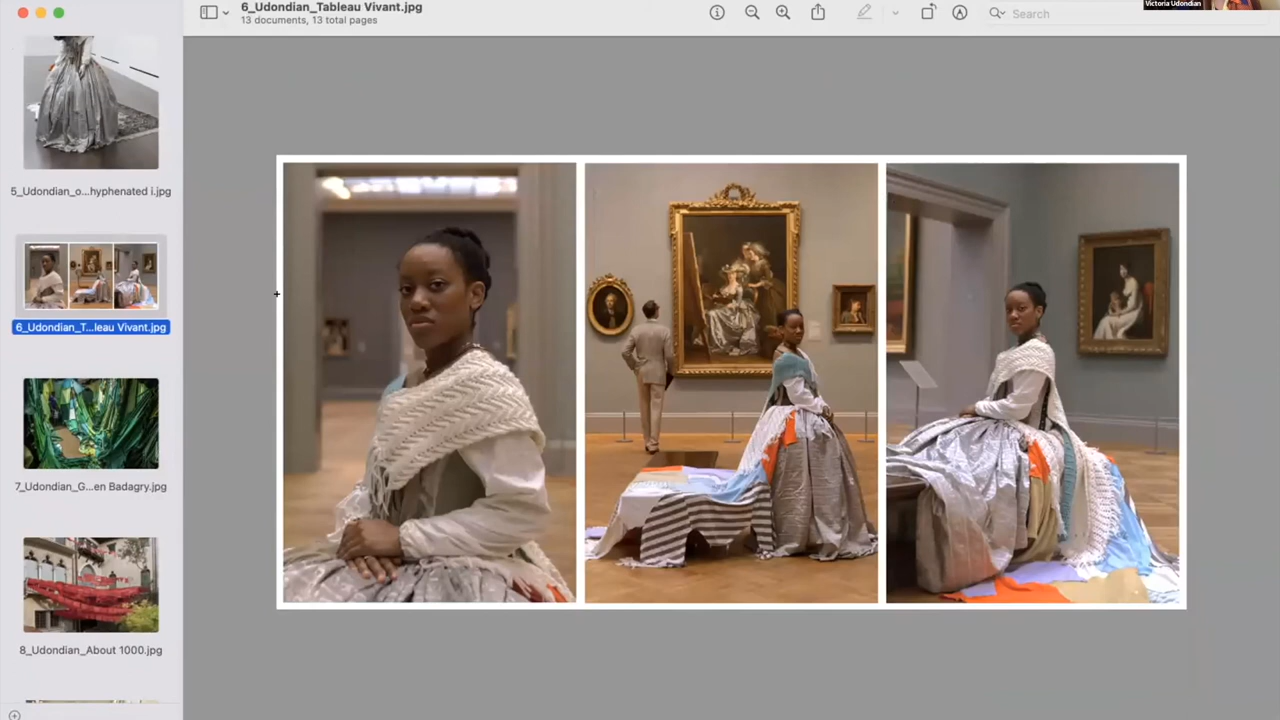 6_Udondian_Tableau Vivant.jpg
13 documents, 13 total pages
Search
Victoria Udondian
5_Udondian_o...hyphenated i.jpg
6_Udondian_T...leau Vivant.jpg
7_Udondian_G...en Badagry.jpg
8_Udondian_About 1000.jpg